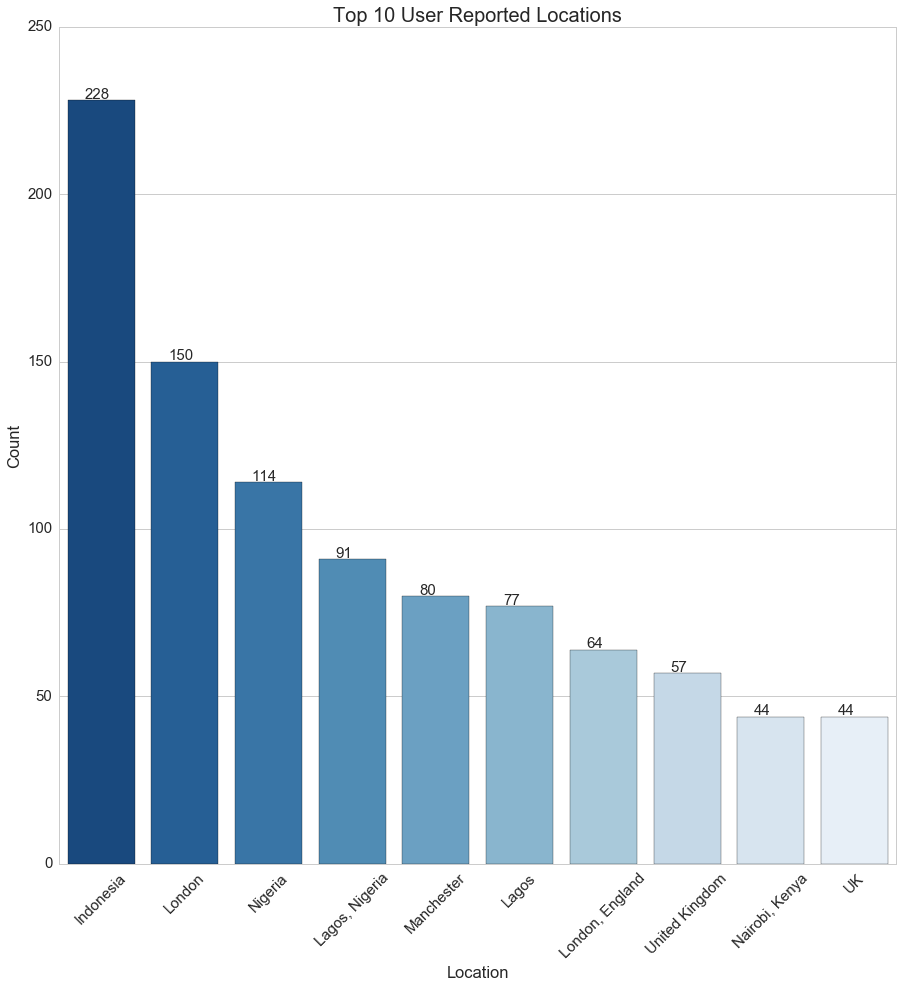 Top 10 User Reported Locations
250
200
150
100
50
0
Count
228
150
114
91
80
77
64
57
44
44
Indonesia
London
Nigeria
Lagos, Nigeria
Manchester
Lagos
London, England
United Kingdom
Nairobi, Kenya
UK
Location